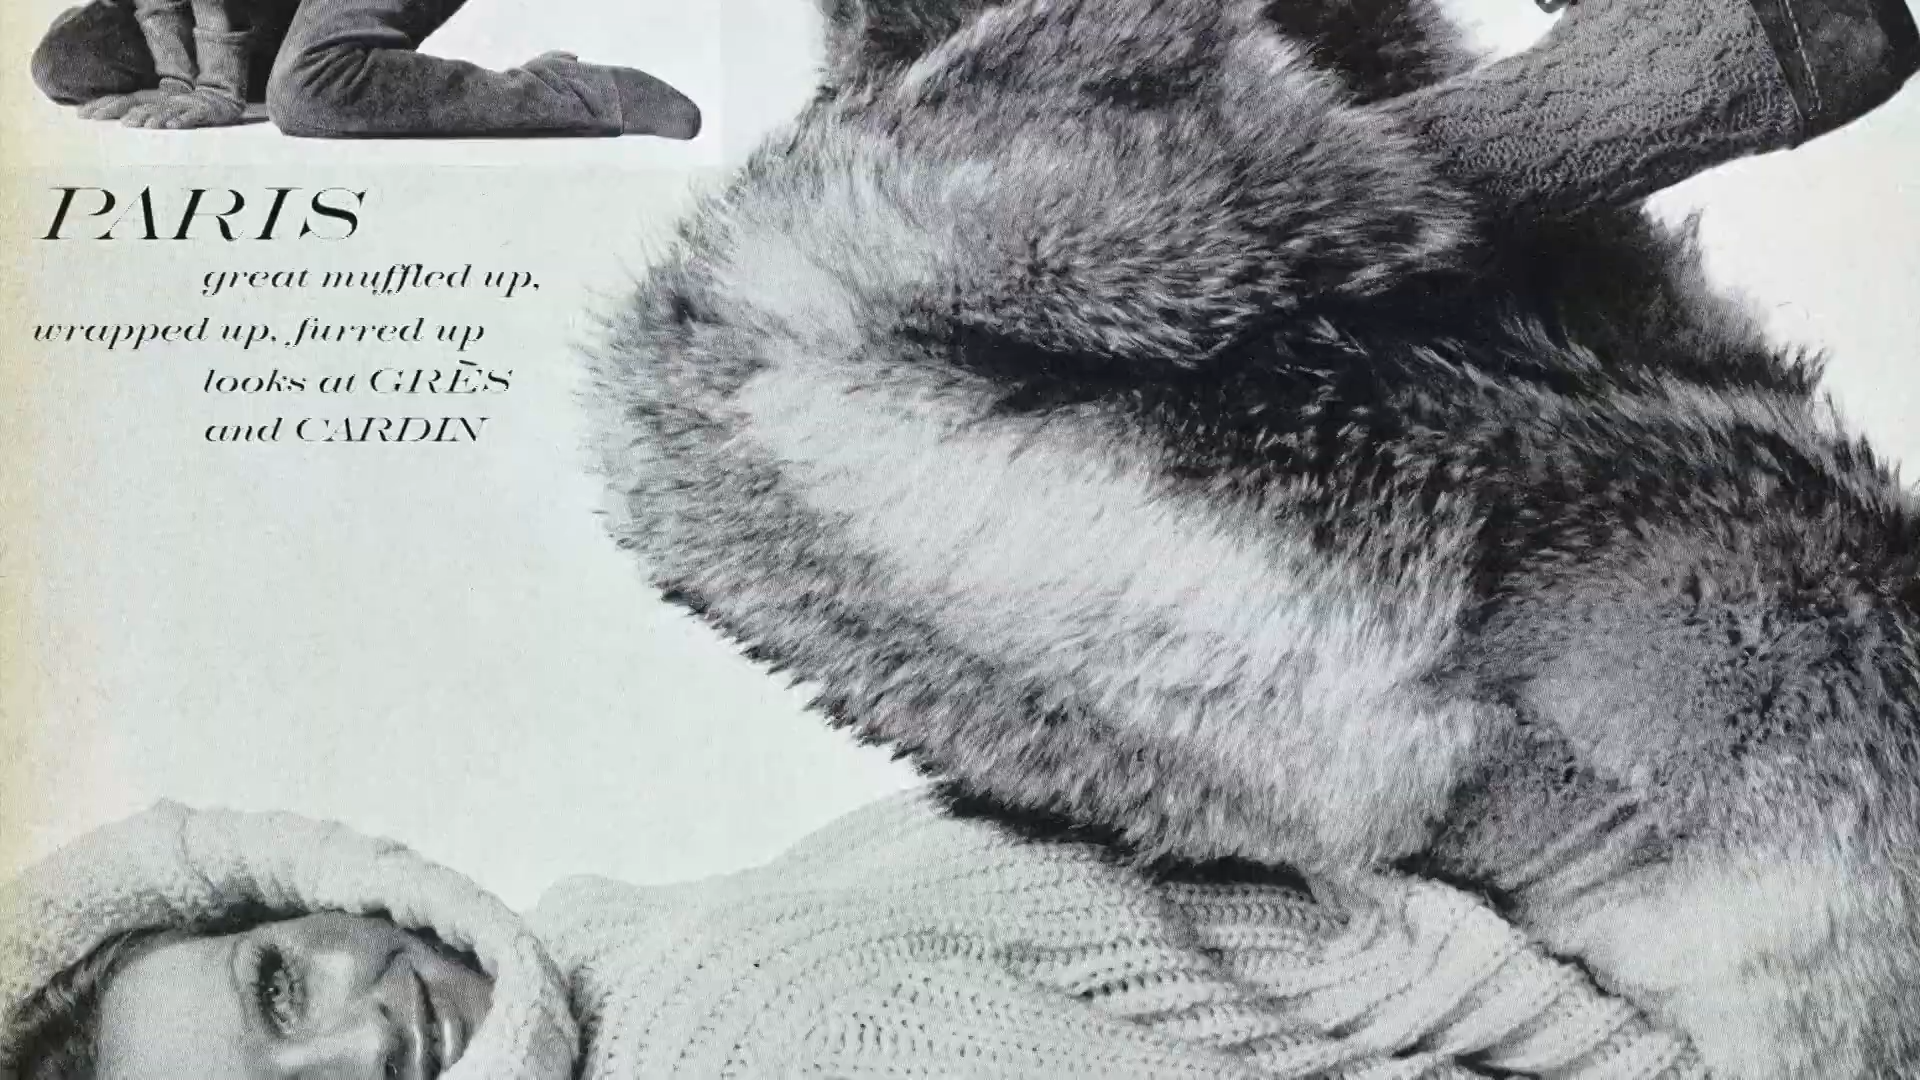 PARIS
great muffled up,
wrapped up, furred up
looks at GRÈS
and CARDIN